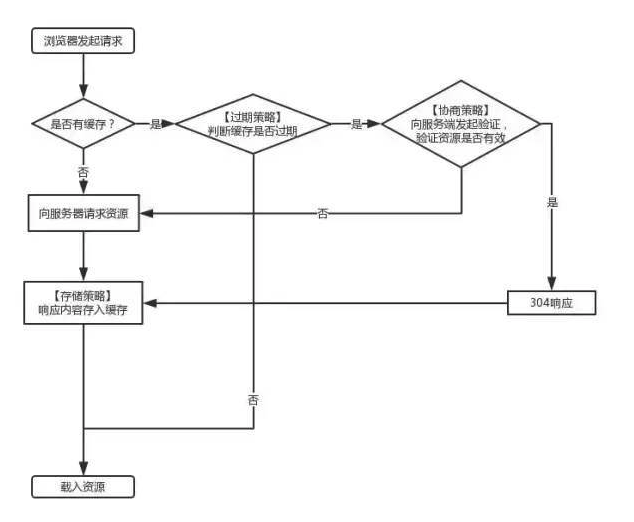 浏览器发起请求
是否有缓存？
是
【过期策略】
判断缓存是否过期
是
【协商策略】
向服务端发起验证，
验证资源是否有效
否
是
向服务器请求资源
否
【存储策略】
响应内容存入缓存
304响应
否
载入资源